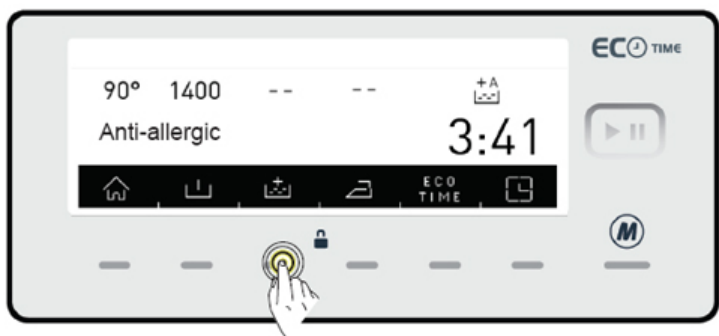 ECO TIME
90° 1400 -- --
+A
Anti-allergic
3:41
ECO
TIME
M